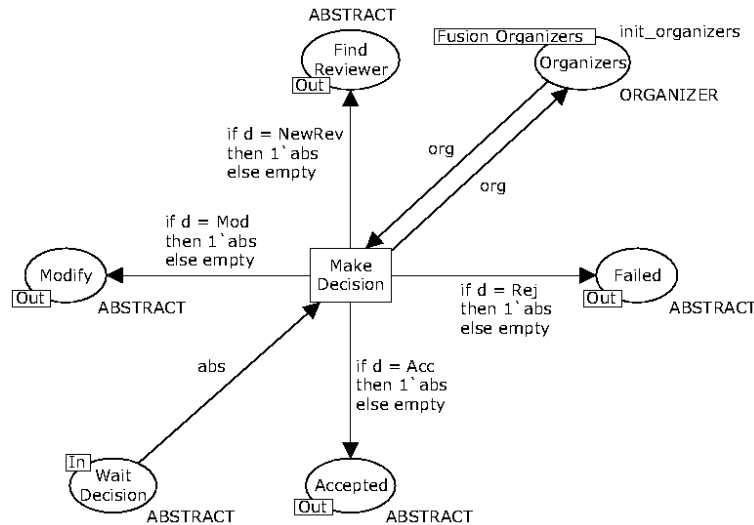 ABSTRACT
Find
Reviewer
Out
Fusion Organizers
init_organizers
Organizers
ORGANIZER
if d = NewRev
then 1`abs
else empty
org
org
if d = Mod
then 1`abs
else empty
Modify
Out
ABSTRACT
Make
Decision
if d = Rej
then 1`abs
else empty
Failed
Out
ABSTRACT
abs
if d = Acc
then 1`abs
else empty
In
Wait
Decision
ABSTRACT
Accepted
Out
ABSTRACT